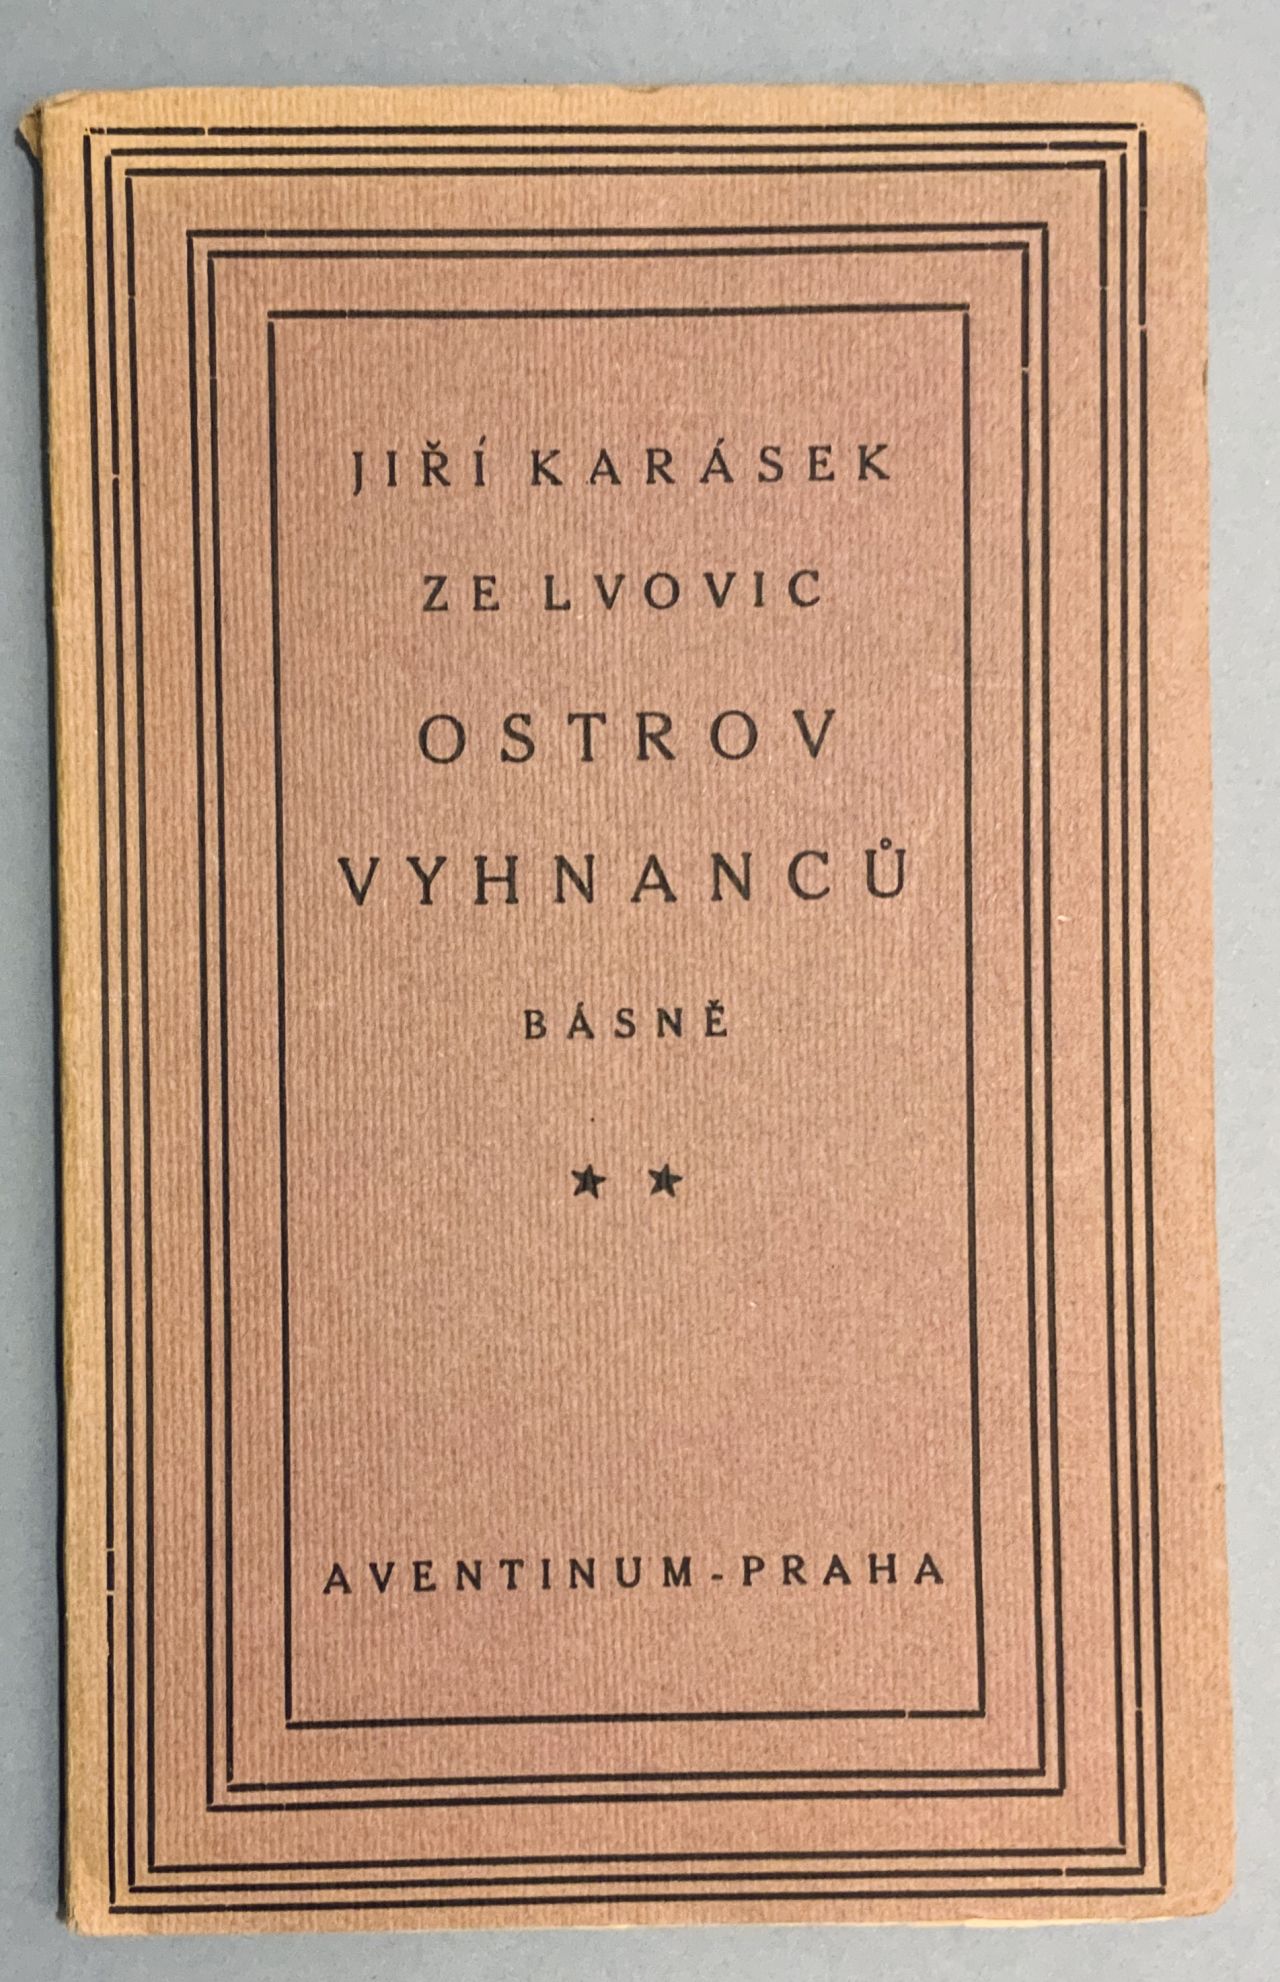 JIŘÍ KARÁSEK
ZE LVOVIC
OSTROV
VYHNANCŮ
BÁSNĚ
★ ★
AVENTINUM-PRAHA